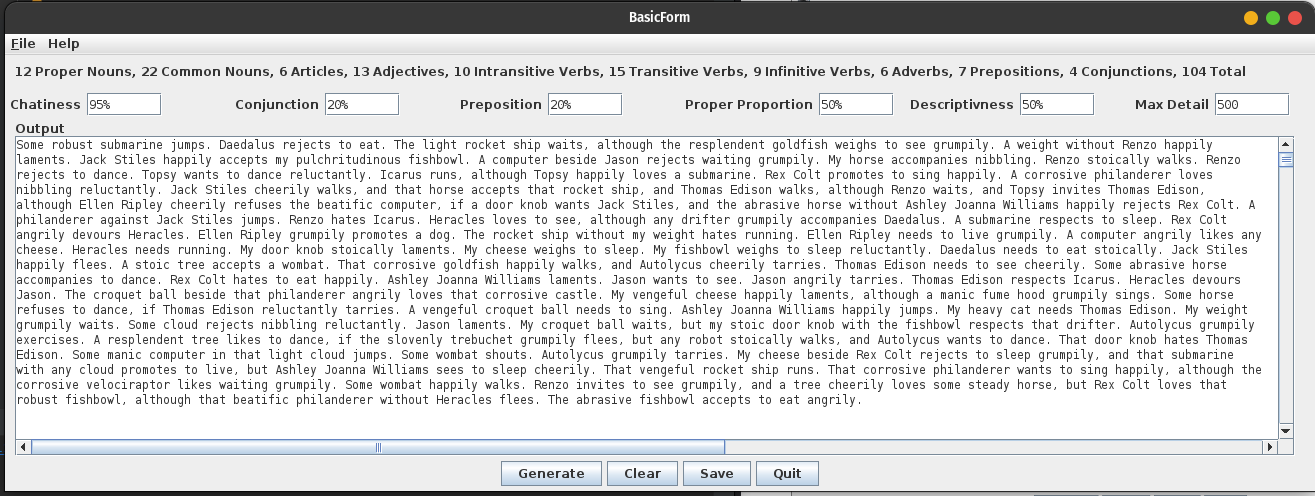 BasicForm
File Help
12 Proper Nouns, 22 Common Nouns, 6 Articles, 13 Adjectives, 10 Intransitive Verbs, 15 Transitive Verbs, 9 Infinitive Verbs, 6 Adverbs, 7 Prepositions, 4 Conjunctions, 104 Total
Chatiness 95% Conjunction 20% Preposition 20% Proper Proportion 50% Descriptivness 50% Max Detail 500
Output
Some robust submarine jumps. Daedalus rejects to eat. The light rocket ship waits, although the resplendent goldfish weighs to see grumpily. A weight without Renzo happily
laments. Jack Stiles happily accepts my pulchritudinous fishbowl. A computer beside Jason rejects waiting grumpily. My horse accompanies nibbling. Renzo stoically walks. Renzo
rejects to dance. Topsy wants to dance reluctantly. Icarus runs, although Topsy happily loves a submarine. Rex Colt promotes to sing happily. A corrosive philanderer loves
nibbling reluctantly. Jack Stiles cheerily walks, and that horse accepts that rocket ship, and Thomas Edison walks, although Renzo waits, and Topsy invites Thomas Edison,
although Ellen Ripley cheerily refuses the beatific computer, if a door knob wants Jack Stiles, and the abrasive horse without Ashley Joanna Williams happily rejects Rex Colt. A
philanderer against Jack Stiles jumps. Renzo hates Icarus. Heracles loves to see, although any drifter grumpily accompanies Daedalus. A submarine respects to sleep. Rex Colt
angrily devours Heracles. Ellen Ripley grumpily promotes a dog. The rocket ship without my weight hates running. Ellen Ripley needs to live grumpily. A computer angrily likes any
cheese. Heracles needs running. My door knob stoically laments. My cheese weighs to sleep. My fishbowl weighs to sleep reluctantly. Daedalus needs to eat stoically. Jack Stiles
happily flees. A stoic tree accepts a wombat. That corrosive goldfish happily walks, and Autolycus cheerily tarries. Thomas Edison needs to see cheerily. Some abrasive horse
accompanies to dance. Rex Colt hates to eat happily. Ashley Joanna Williams laments. Jason wants to see. Jason angrily tarries. Thomas Edison respects Icarus. Heracles devours
Jason. The croquet ball beside that philanderer angrily loves that corrosive castle. My vengeful cheese happily laments, although a manic fume hood grumpily sings. Some horse
refuses to dance, if Thomas Edison reluctantly tarries. A vengeful croquet ball needs to sing. Ashley Joanna Williams happily jumps. My heavy cat needs Thomas Edison. My weight
grumpily waits. Some cloud rejects nibbling reluctantly. Jason laments. My croquet ball waits, but my stoic door knob with the fishbowl respects that drifter. Autolycus grumpily
exercises. A resplendent tree likes to dance, if the slovenly trebuchet grumpily flees, but any robot stoically walks, and Autolycus wants to dance. That door knob hates Thomas
Edison. Some manic computer in that light cloud jumps. Some wombat shouts. Autolycus grumpily tarries. My cheese beside Rex Colt rejects to sleep grumpily, and that submarine
with any cloud promotes to live, but Ashley Joanna Williams sees to sleep cheerily. That vengeful rocket ship runs. That corrosive philanderer wants to sing happily, although the
corrosive velociraptor likes waiting grumpily. Some wombat happily walks. Renzo invites to see grumpily, and a tree cheerily loves some steady horse, but Rex Colt loves that
robust fishbowl, although that beatific philanderer without Heracles flees. The abrasive fishbowl accepts to eat angrily.
Generate Clear Save Quit